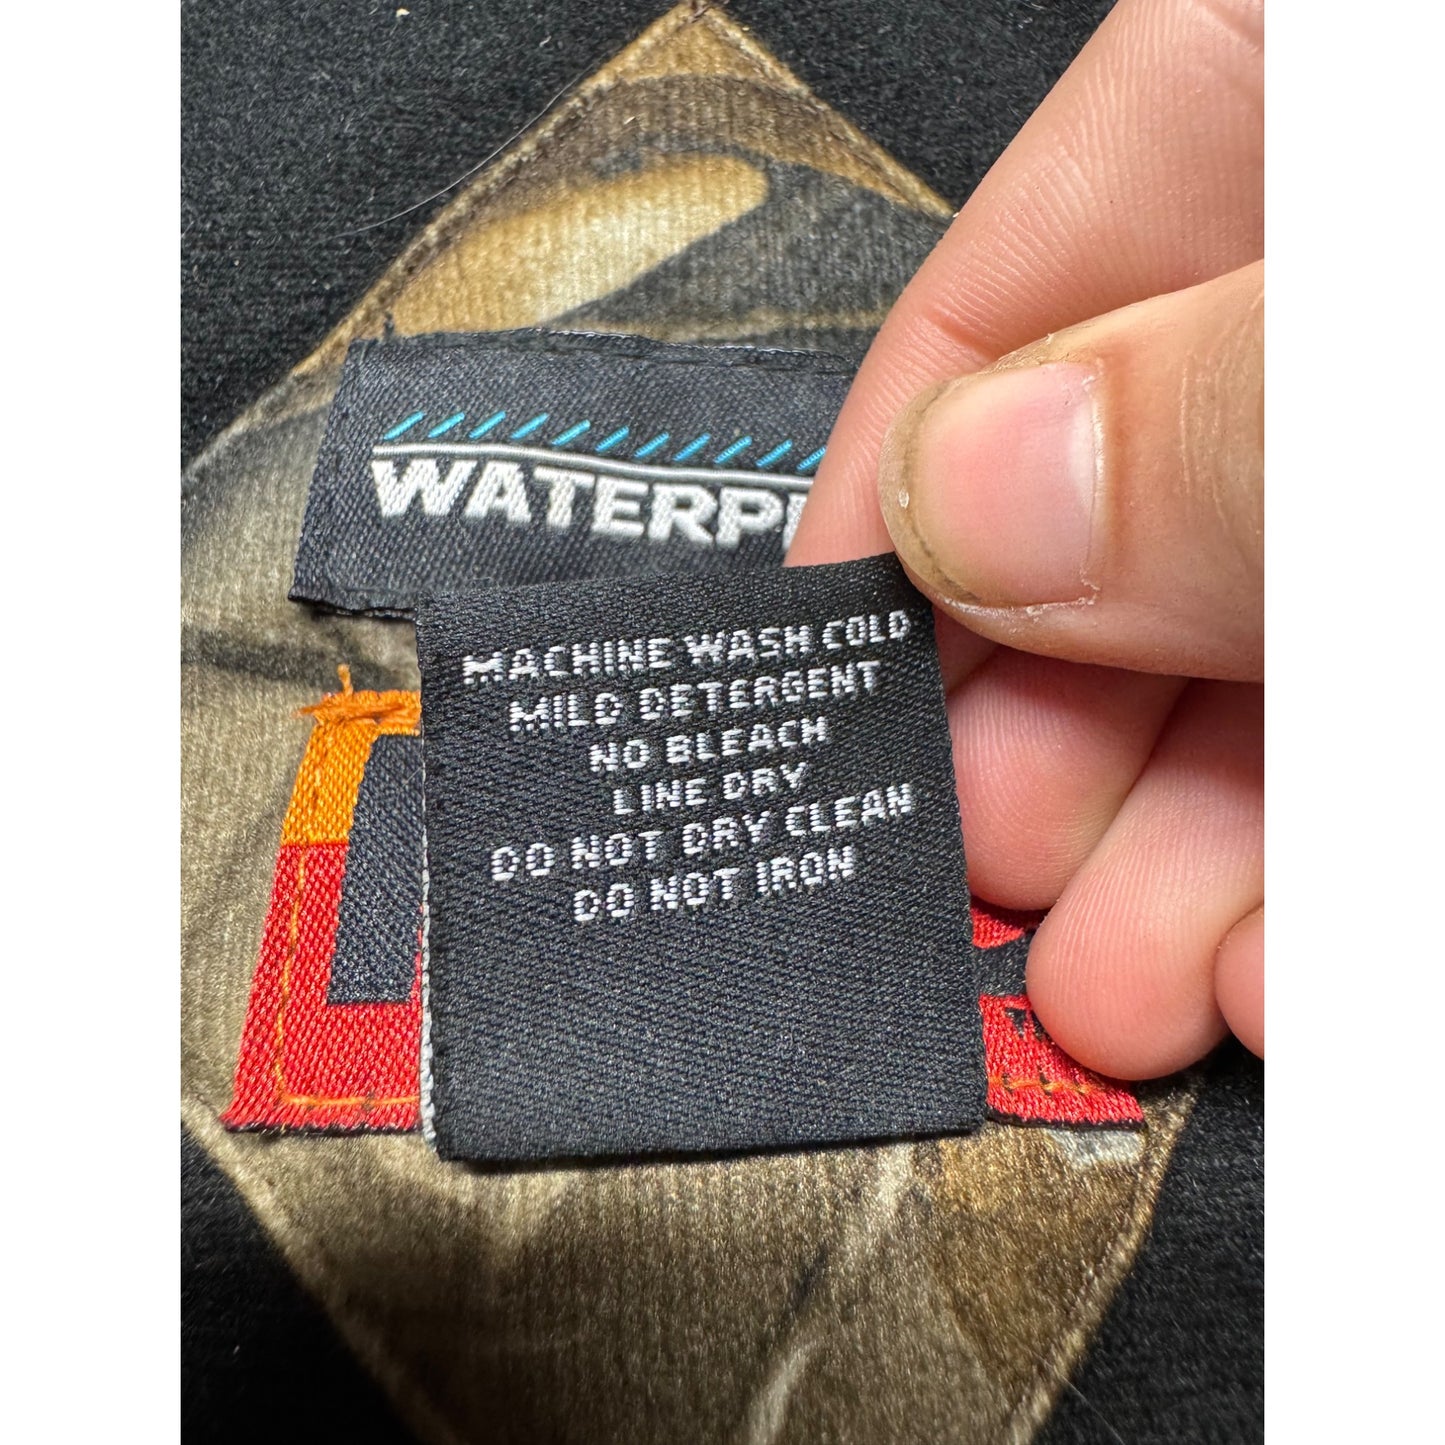 WATERP
MACHINE WASH COLD
MILD DETERGENT
NO BLEACH
LINE DRY
DO NOT DRY CLEAN
DO NOT IRON